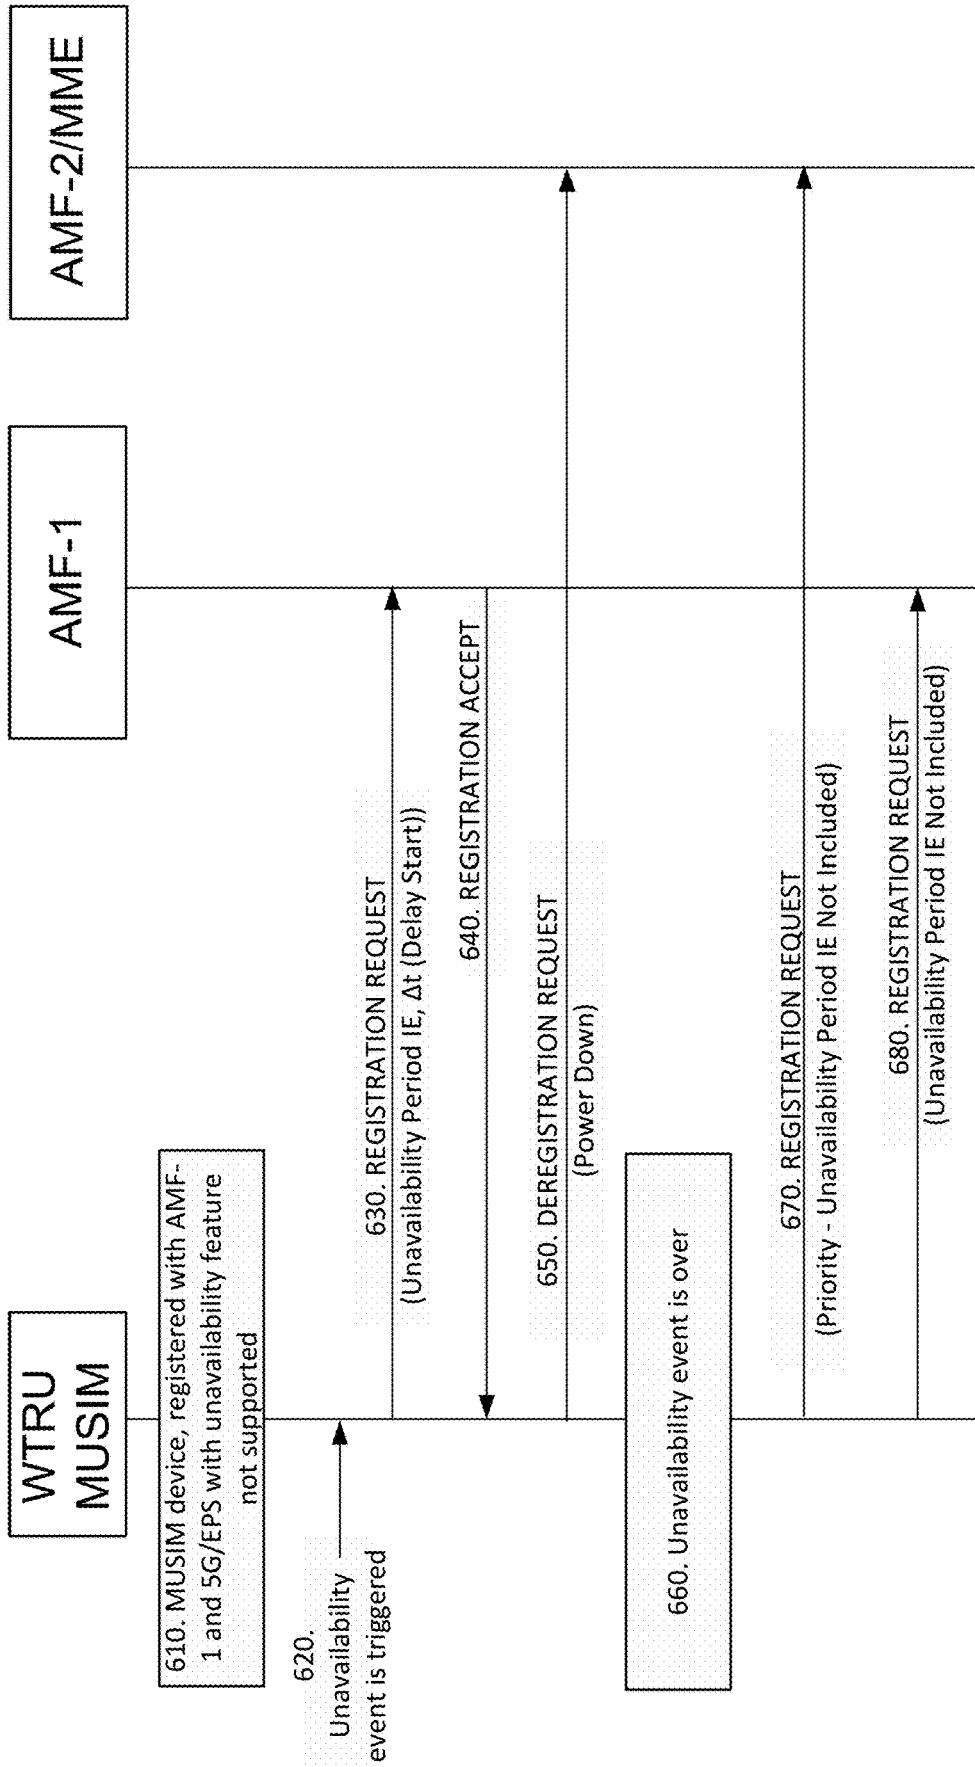 WTRU
MUSIM
AMF-1
AMF-2/MME
610. MUSIM device, registered with AMF-
1 and 5G/EPS with unavailability feature
not supported
620.
Unavailability
event is triggered
630. REGISTRATION REQUEST
(Unavailability Period IE, Δt (Delay Start))
640. REGISTRATION ACCEPT
650. DEREGISTRATION REQUEST
(Power Down)
660. Unavailability event is over
670. REGISTRATION REQUEST
(Priority - Unavailability Period IE Not Included)
680. REGISTRATION REQUEST
(Unavailability Period IE Not Included)